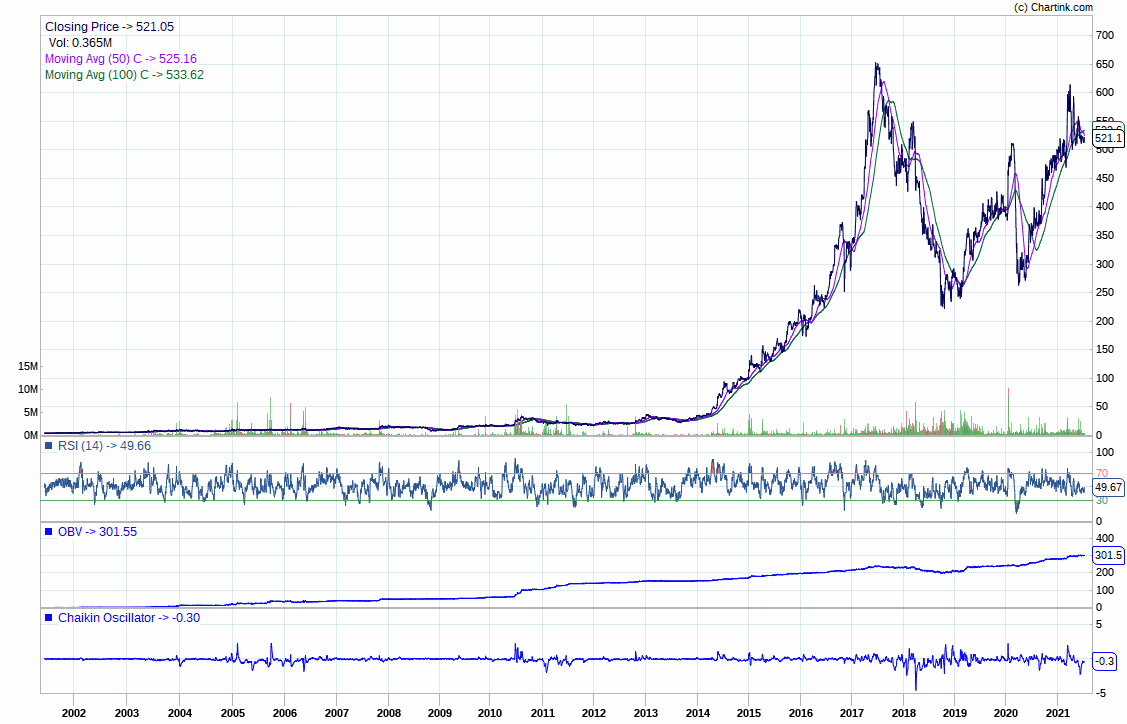 (c) Chartink.com
Closing Price -> 521.05
Vol: 0.365M
Moving Avg (50) C -> 525.16
Moving Avg (100) C -> 533.62
700
650
600
550
521.1
500
450
400
350
300
250
200
150
100
50
0
15M
10M
5M
0M
RSI (14) -> 49.66
100
70
49.67
30
0
OBV -> 301.55
400
301.5
200
100
0
Chaikin Oscillator -> -0.30
5
-0.3
-5
2002 2003 2004 2005 2006 2007 2008 2009 2010 2011 2012 2013 2014 2015 2016 2017 2018 2019 2020 2021